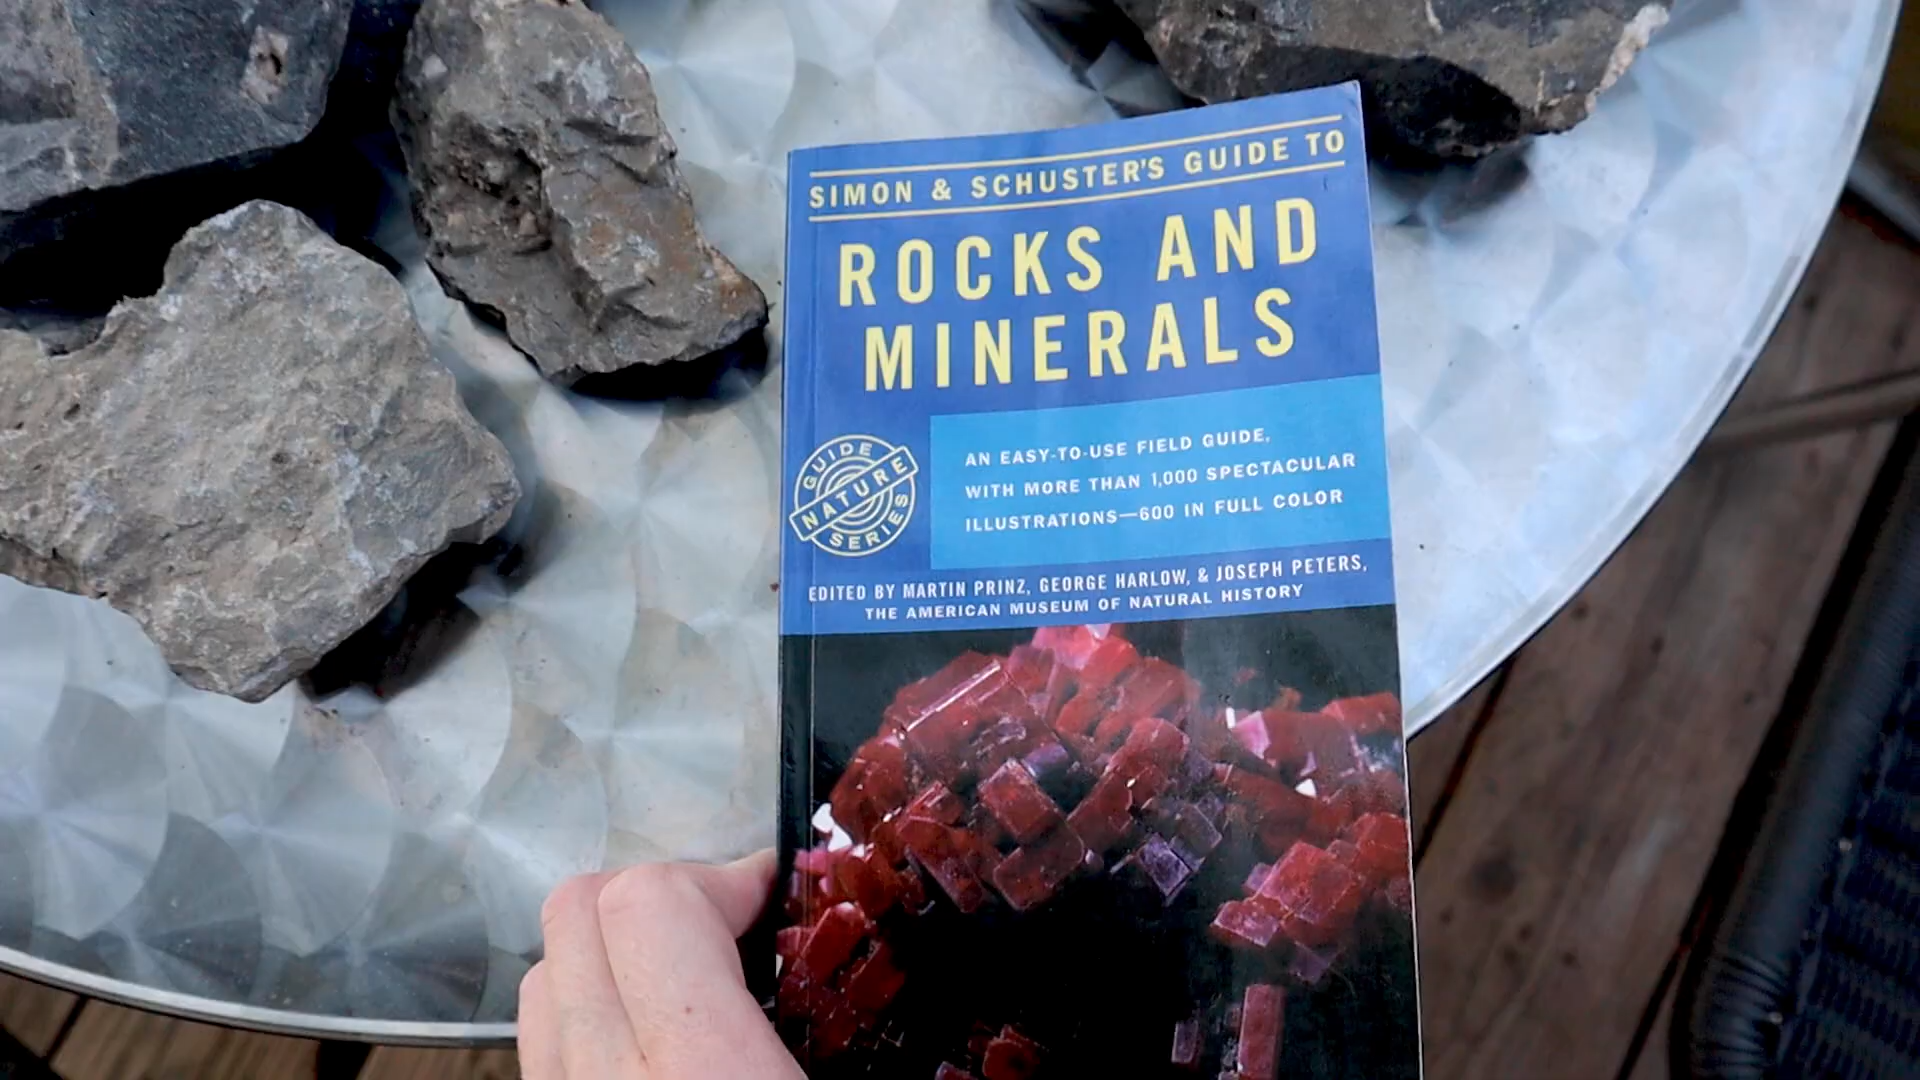 SIMON & SCHUSTER'S GUIDE TO
ROCKS AND
MINERALS
AN EASY-TO-USE FIELD GUIDE,
WITH MORE THAN 1,000 SPECTACULAR
ILLUSTRATIONS—600 IN FULL COLOR
GUIDE
NATURE
SERIES
EDITED BY MARTIN PRINZ, GEORGE HARLOW, & JOSEPH PETERS,
THE AMERICAN MUSEUM OF NATURAL HISTORY